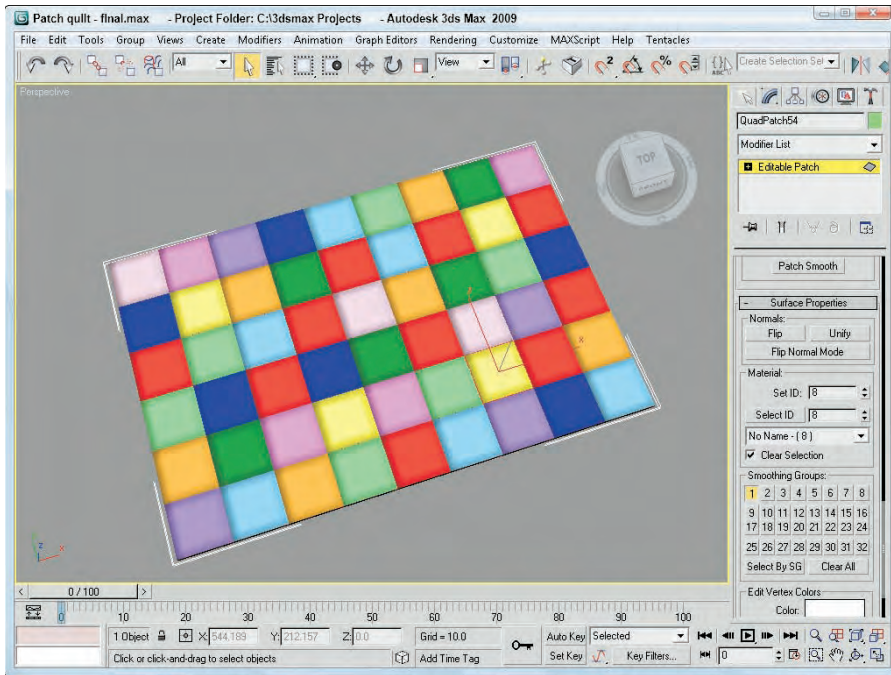 Patch quilt - final.max - Project Folder: C:\3dsmax Projects - Autodesk 3ds Max 2009
File Edit Tools Group Views Create Modifiers Animation Graph Editors Rendering Customize MAXScript Help Tentacles
All View Create Selection Set
Perspective
TOP
QuadPatch54
Modifier List
Editable Patch
Patch Smooth
- Surface Properties
Normals:
Flip Unify
Flip Normal Mode
Material:
Set ID: 8
Select ID 8
No Name - ( 8 )
Clear Selection
Smoothing Groups:
1 2 3 4 5 6 7 8
9 10 11 12 13 14 15 16
17 18 19 20 21 22 23 24
25 26 27 28 29 30 31 32
Select By SG Clear All
Edit Vertex Colors
Color:
z x
x
< 0 / 100 >
0 10 20 30 40 50 60 70 80 90 100
1 Object X: 544.189 Y: 212.157 Z: 0.0 Grid = 10.0 Auto Key Selected
Click or click-and-drag to select objects Add Time Tag Set Key Key Filters... 0